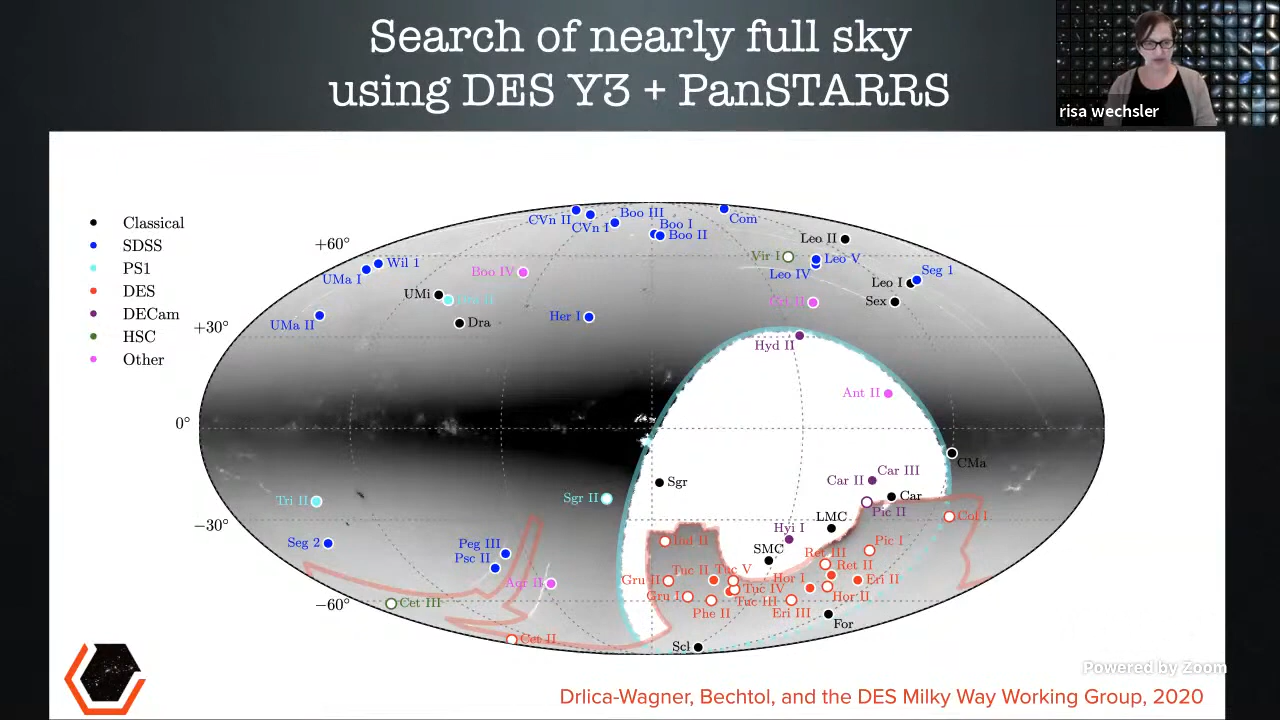 Search of nearly full sky
using DES Y3 + PanSTARRS
risa wechsler
Classical
SDSS
PS1
DES
DECam
HSC
Other
+60°
+30°
0°
−30°
−60°
CVn II
CVn I
Boo III
Boo I
Boo II
Com
Leo II
Vir I
Leo V
Leo IV
Leo I
Seg 1
Sex
UMa I
Wil 1
Boo IV
UMi
Dra
UMa II
Her I
Hyd II
Ant II
CMa
Car III
Car II
Car
Pic II
Sgr
Sgr II
Tri II
LMC
Col I
Hyi I
SMC
Ind II
Pic I
Seg 2
Peg III
Psc II
Aqr II
Ret III
Ret II
Eri II
Gru II
Tuc II
Tuc V
Hor I
Tuc IV
Gru I
Tuc III
Hor II
Phe II
Eri III
Cet III
For
Cet II
Scl
Powered by Zoom
Drlica-Wagner, Bechtol, and the DES Milky Way Working Group, 2020